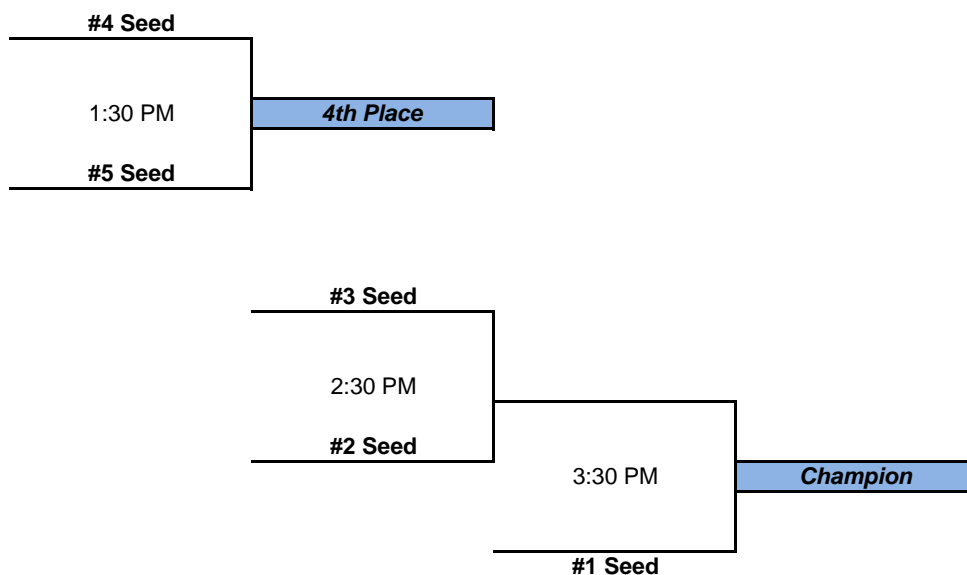 #4 Seed
1:30 PM
4th Place
#5 Seed
#3 Seed
2:30 PM
#2 Seed
3:30 PM
Champion
#1 Seed